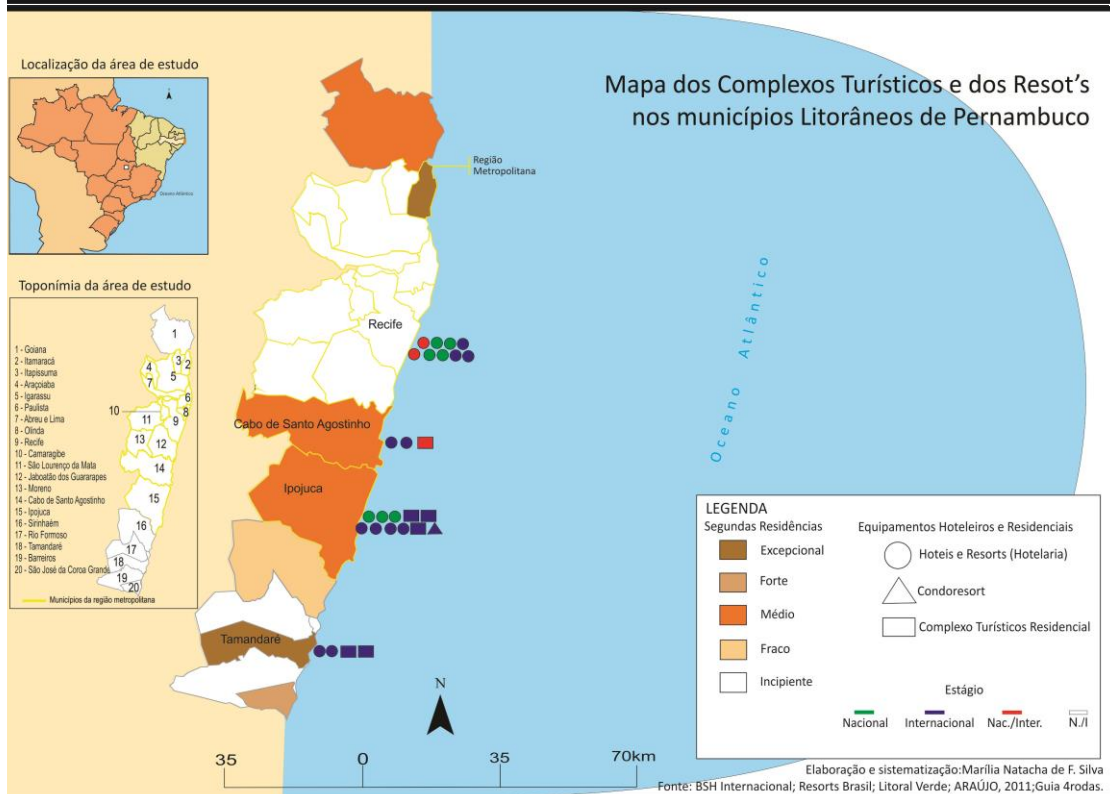 Mapa dos Complexos Turísticos e dos Resot's
nos municípios Litorâneos de Pernambuco
Localização da área de estudo
Oceano Atlântico
Toponímia da área de estudo
1 - Goiana
2 - Itamaracá
3 - Itapissuma
4 - Araçoiaba
5 - Igarassu
6 - Paulista
7 - Abreu e Lima
8 - Olinda
9 - Recife
10 - Camaragibe
11 - São Lourenço da Mata
12 - Jaboatão dos Guararapes
13 - Moreno
14 - Cabo de Santo Agostinho
15 - Ipojuca
16 - Sirinhaém
17 - Rio Formoso
18 - Tamandaré
19 - Barreiros
20 - São José da Coroa Grande
Municípios da região metropolitana
1
4
3
2
7
5
6
10
8
11
9
13
12
14
15
16
17
18
19
20
Região
Metropolitana
Recife
Cabo de Santo Agostinho
Ipojuca
Tamandaré
Oceano Atlântico
N
35
0
35
70km
LEGENDA
Segundas Residências
Excepcional
Forte
Médio
Fraco
Incipiente
Equipamentos Hoteleiros e Residenciais
Hoteis e Resorts (Hotelaria)
Condoresort
Complexo Turísticos Residencial
Estágio
Nacional
Internacional
Nac./Inter.
N./I
Elaboração e sistematização:Marília Natacha de F. Silva
Fonte: BSH Internacional; Resorts Brasil; Litoral Verde; ARAÚJO, 2011;Guia 4rodas.